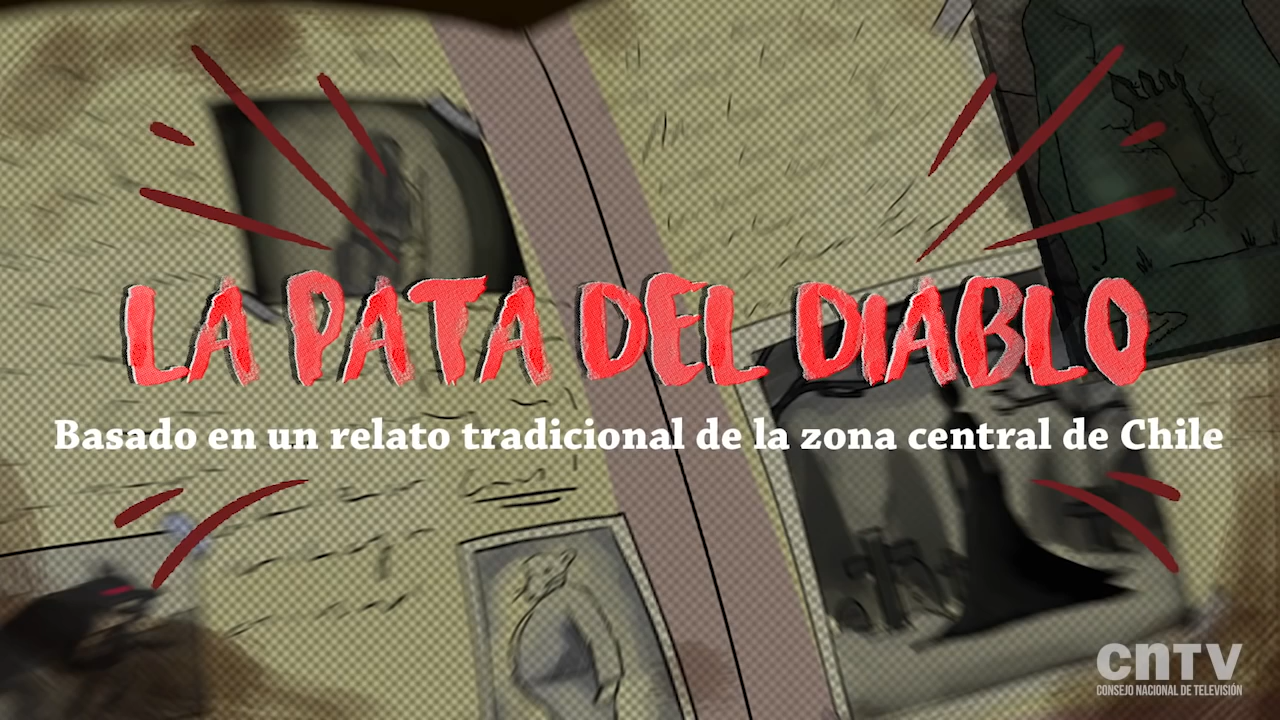 LA PATA DEL DIABLO
Basado en un relato tradicional de la zona central de Chile
cnTV
CONSEJO NACIONAL DE TELEVISIÓN